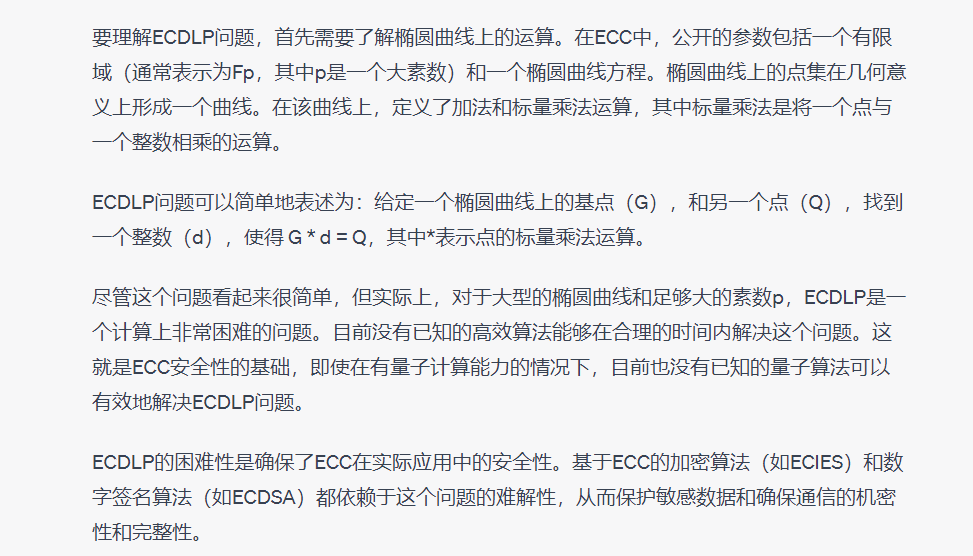 要理解ECDLP问题，首先需要了解椭圆曲线上的运算。在ECC中，公开的参数包括一个有限
域（通常表示为Fp，其中p是一个大素数）和一个椭圆曲线方程。椭圆曲线上的点集在几何意
义上形成一个曲线。在该曲线上，定义了加法和标量乘法运算，其中标量乘法是将一个点与
一个整数相乘的运算。
ECDLP问题可以简单地表述为：给定一个椭圆曲线上的基点（G），和另一个点（Q），找到
一个整数（d），使得 G * d = Q，其中*表示点的标量乘法运算。
尽管这个问题看起来很简单，但实际上，对于大型的椭圆曲线和足够大的素数p，ECDLP是一
个计算上非常困难的问题。目前没有已知的高效算法能够在合理的时间内解决这个问题。这
就是ECC安全性的基础，即使在有量子计算能力的情况下，目前也没有已知的量子算法可以
有效地解决ECDLP问题。
ECDLP的困难性是确保了ECC在实际应用中的安全性。基于ECC的加密算法（如ECIES）和数
字签名算法（如ECDSA）都依赖于这个问题的难解性，从而保护敏感数据和确保通信的机密
性和完整性。